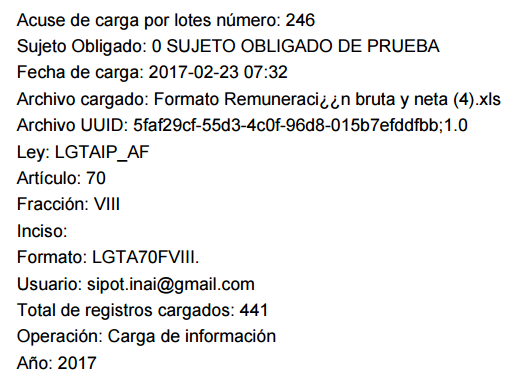 Acuse de carga por lotes número: 246
Sujeto Obligado: 0 SUJETO OBLIGADO DE PRUEBA
Fecha de carga: 2017-02-23 07:32
Archivo cargado: Formato Remuneraci¿¿n bruta y neta (4).xls
Archivo UUID: 5faf29cf-55d3-4c0f-96d8-015b7efddfbb;1.0
Ley: LGTAIP_AF
Artículo: 70
Fracción: VIII
Inciso:
Formato: LGTA70FVIII.
Usuario: sipot.inai@gmail.com
Total de registros cargados: 441
Operación: Carga de información
Año: 2017